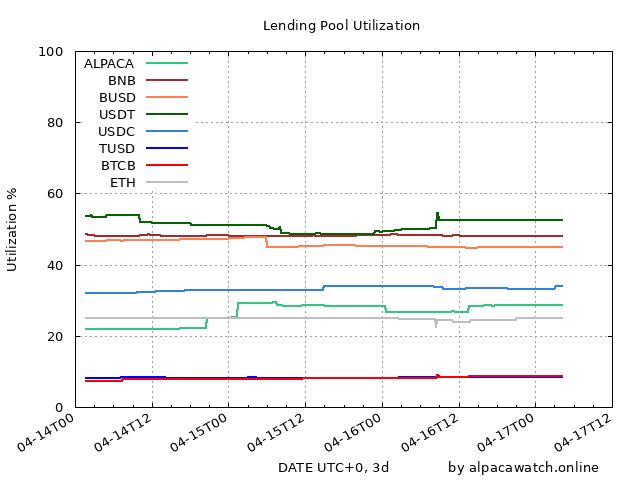 Lending Pool Utilization
100
80
60
40
20
0
Utilization %
ALPACA
BNB
BUSD
USDT
USDC
TUSD
BTCB
ETH
04-14T00
04-14T12
04-15T00
04-15T12
04-16T00
04-16T12
04-17T00
04-17T12
DATE UTC+0, 3d
by alpacawatch.online